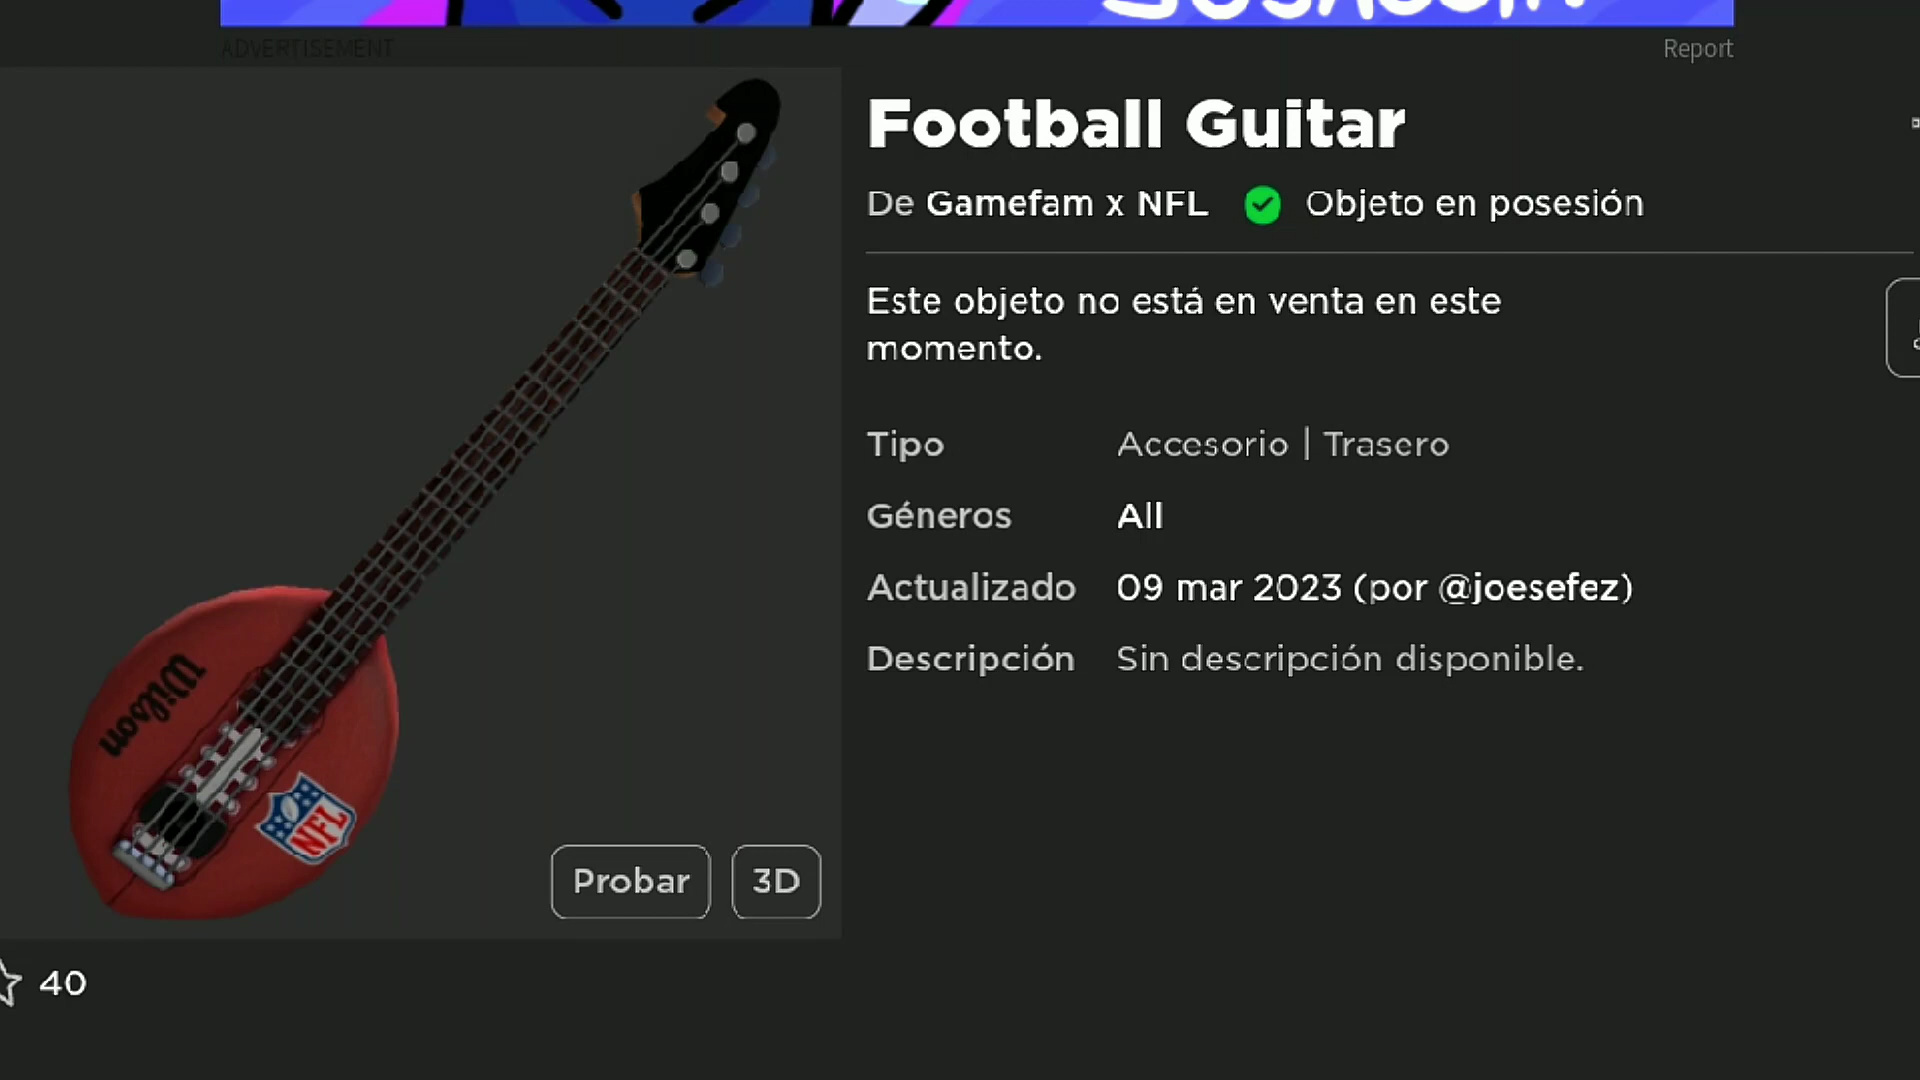 ADVERTISEMENT
Report
Football Guitar
De Gamefam x NFL Objeto en posesión
Este objeto no está en venta en este
momento.
Tipo Accesorio | Trasero
Géneros All
Actualizado 09 mar 2023 (por @joesefez)
Descripción Sin descripción disponible.
Wilson
NFL
Probar 3D
40